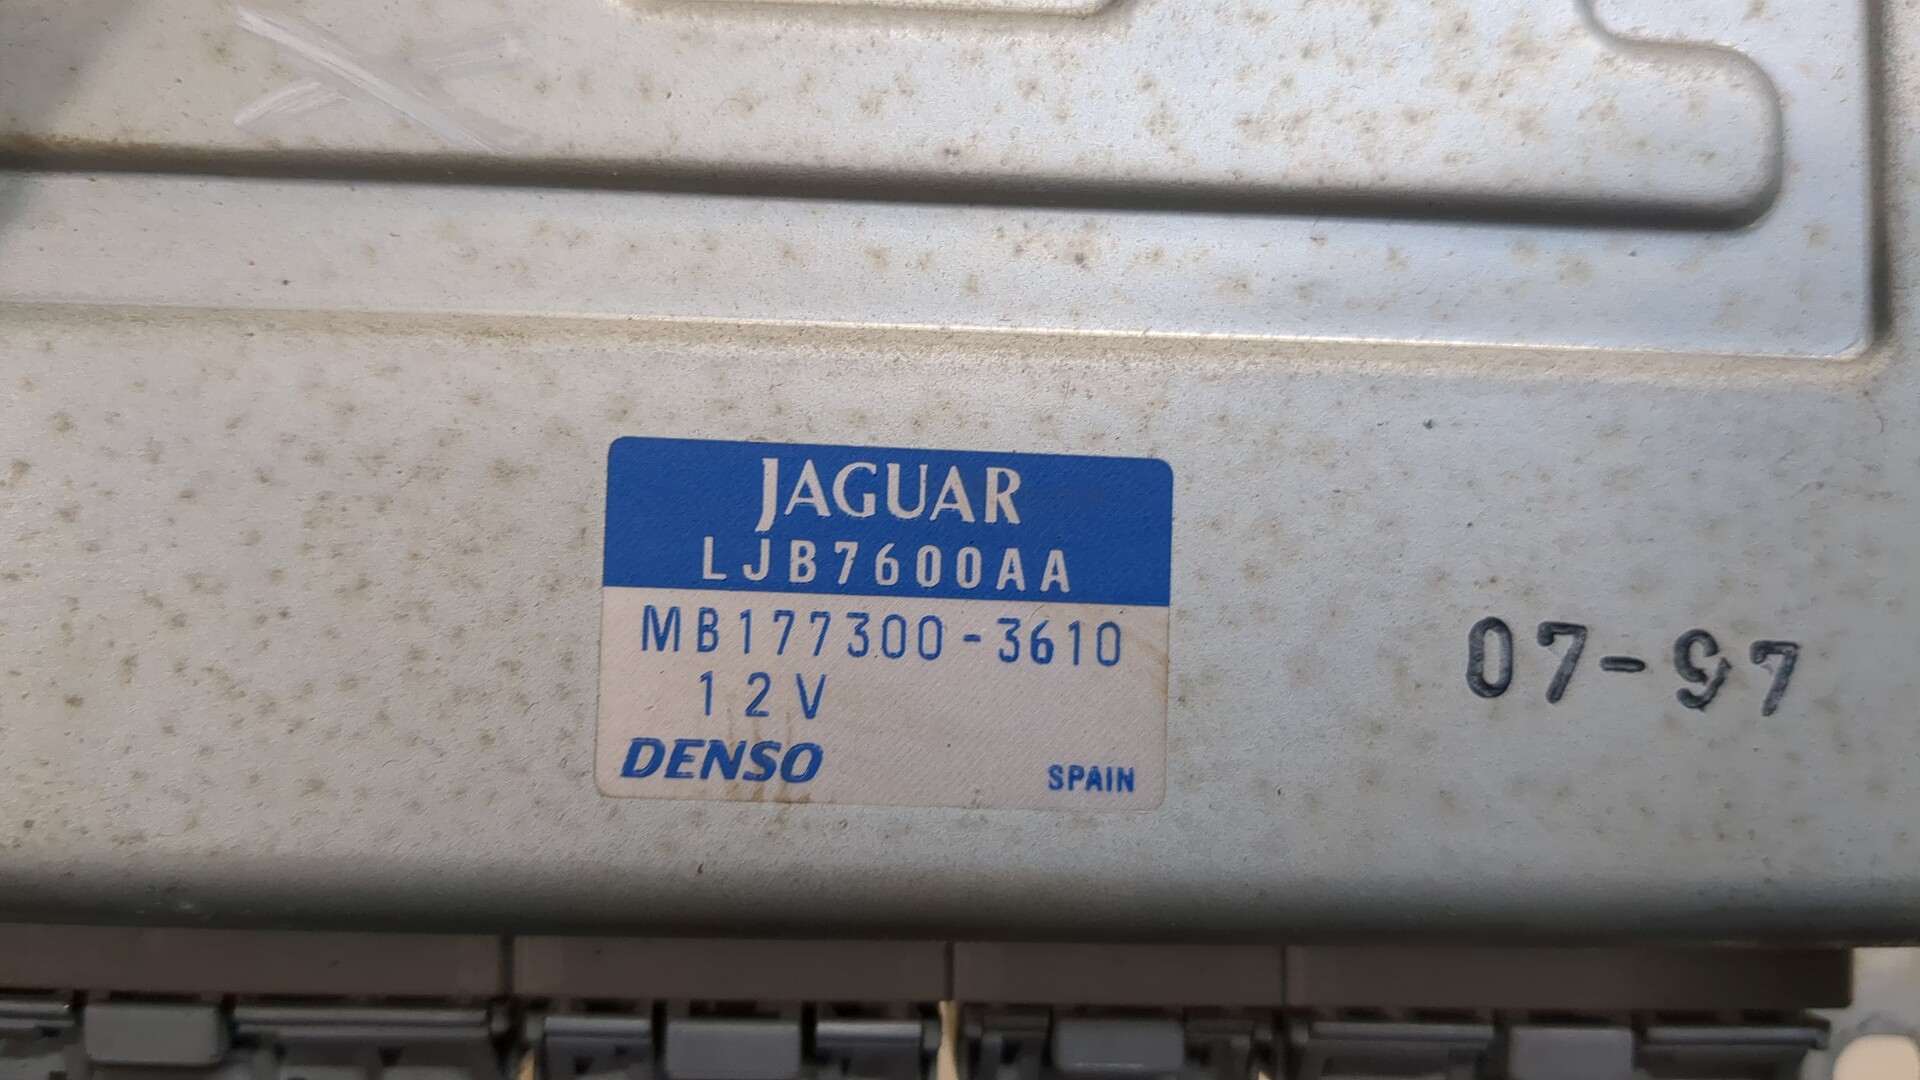 JAGUAR
LJB7600AA
MB177300-3610
12V
DENSO
SPAIN
07-97